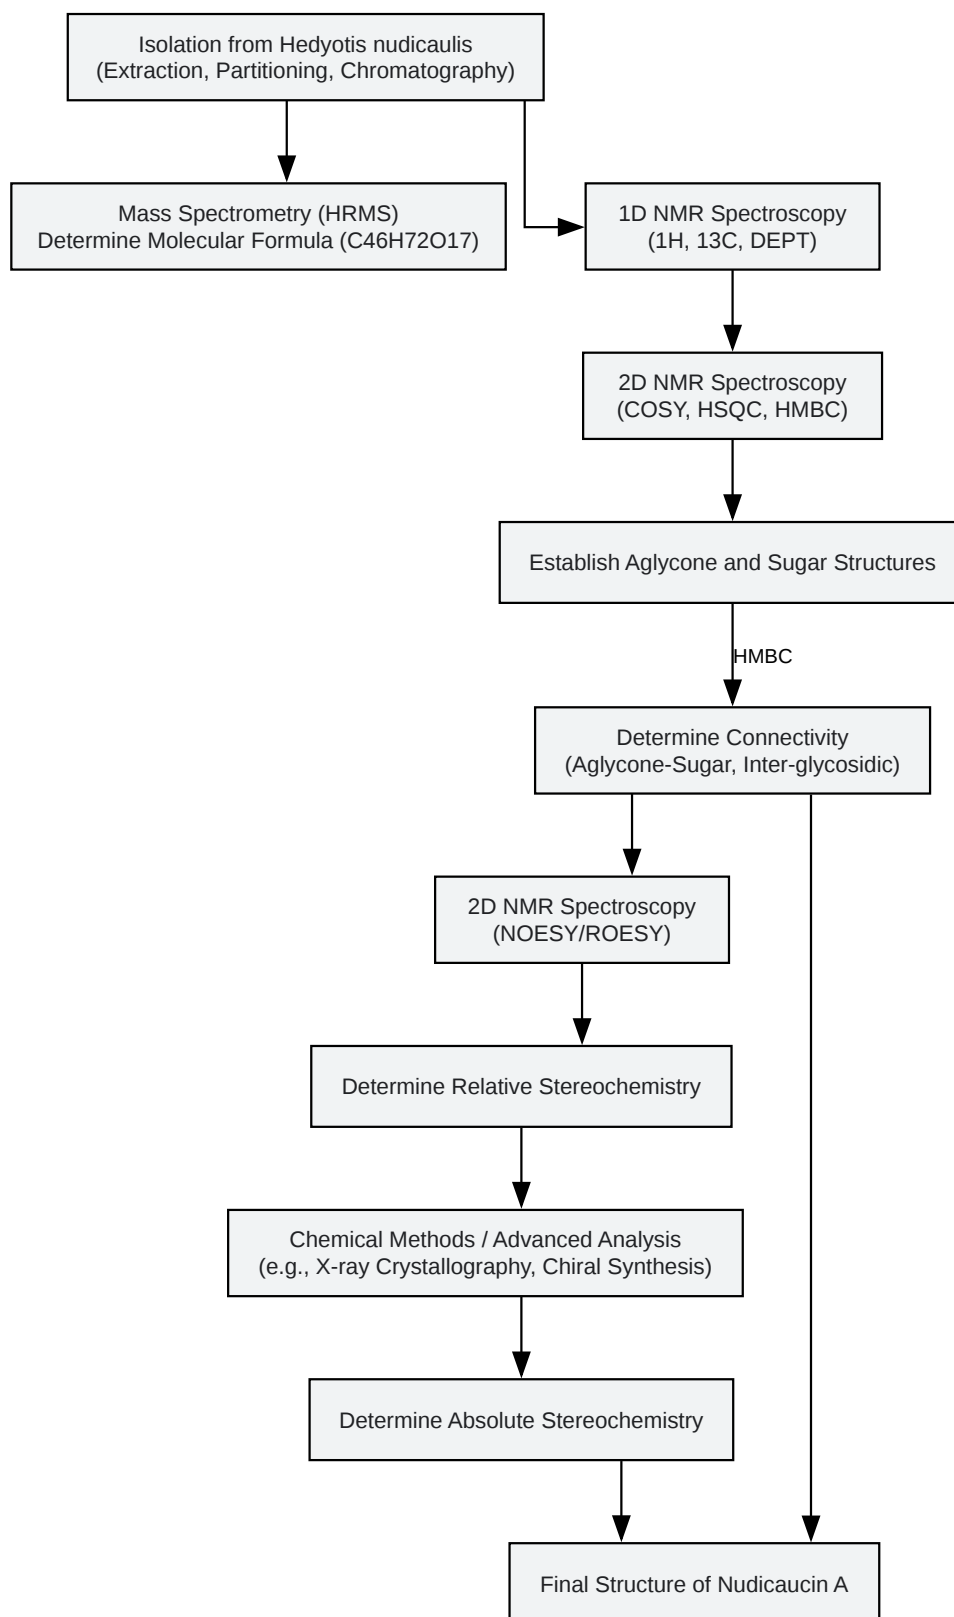 Isolation from Hedyotis nudicaulis
(Extraction, Partitioning, Chromatography)
Mass Spectrometry (HRMS)
Determine Molecular Formula (C46H72O17)
1D NMR Spectroscopy
(1H, 13C, DEPT)
2D NMR Spectroscopy
(COSY, HSQC, HMBC)
Establish Aglycone and Sugar Structures
HMBC
Determine Connectivity
(Aglycone-Sugar, Inter-glycosidic)
2D NMR Spectroscopy
(NOESY/ROESY)
Determine Relative Stereochemistry
Chemical Methods / Advanced Analysis
(e.g., X-ray Crystallography, Chiral Synthesis)
Determine Absolute Stereochemistry
Final Structure of Nudicaucin A